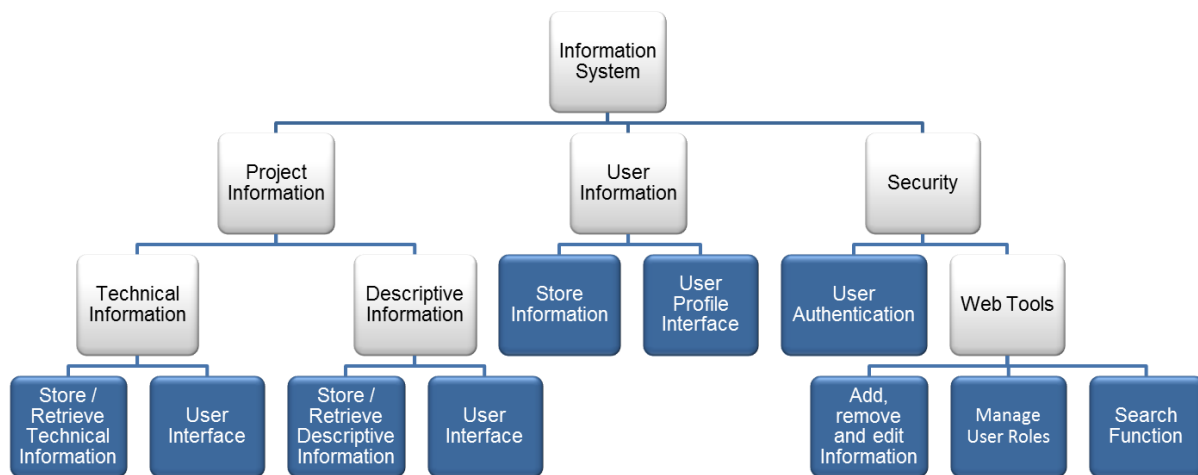 Information
System
Project
Information
User
Information
Security
Technical
Information
Descriptive
Information
Store
Information
User
Profile
Interface
User
Authentication
Web Tools
Store /
Retrieve
Technical
Information
User
Interface
Store /
Retrieve
Descriptive
Information
User
Interface
Add,
remove
and edit
Information
Manage
User Roles
Search
Function